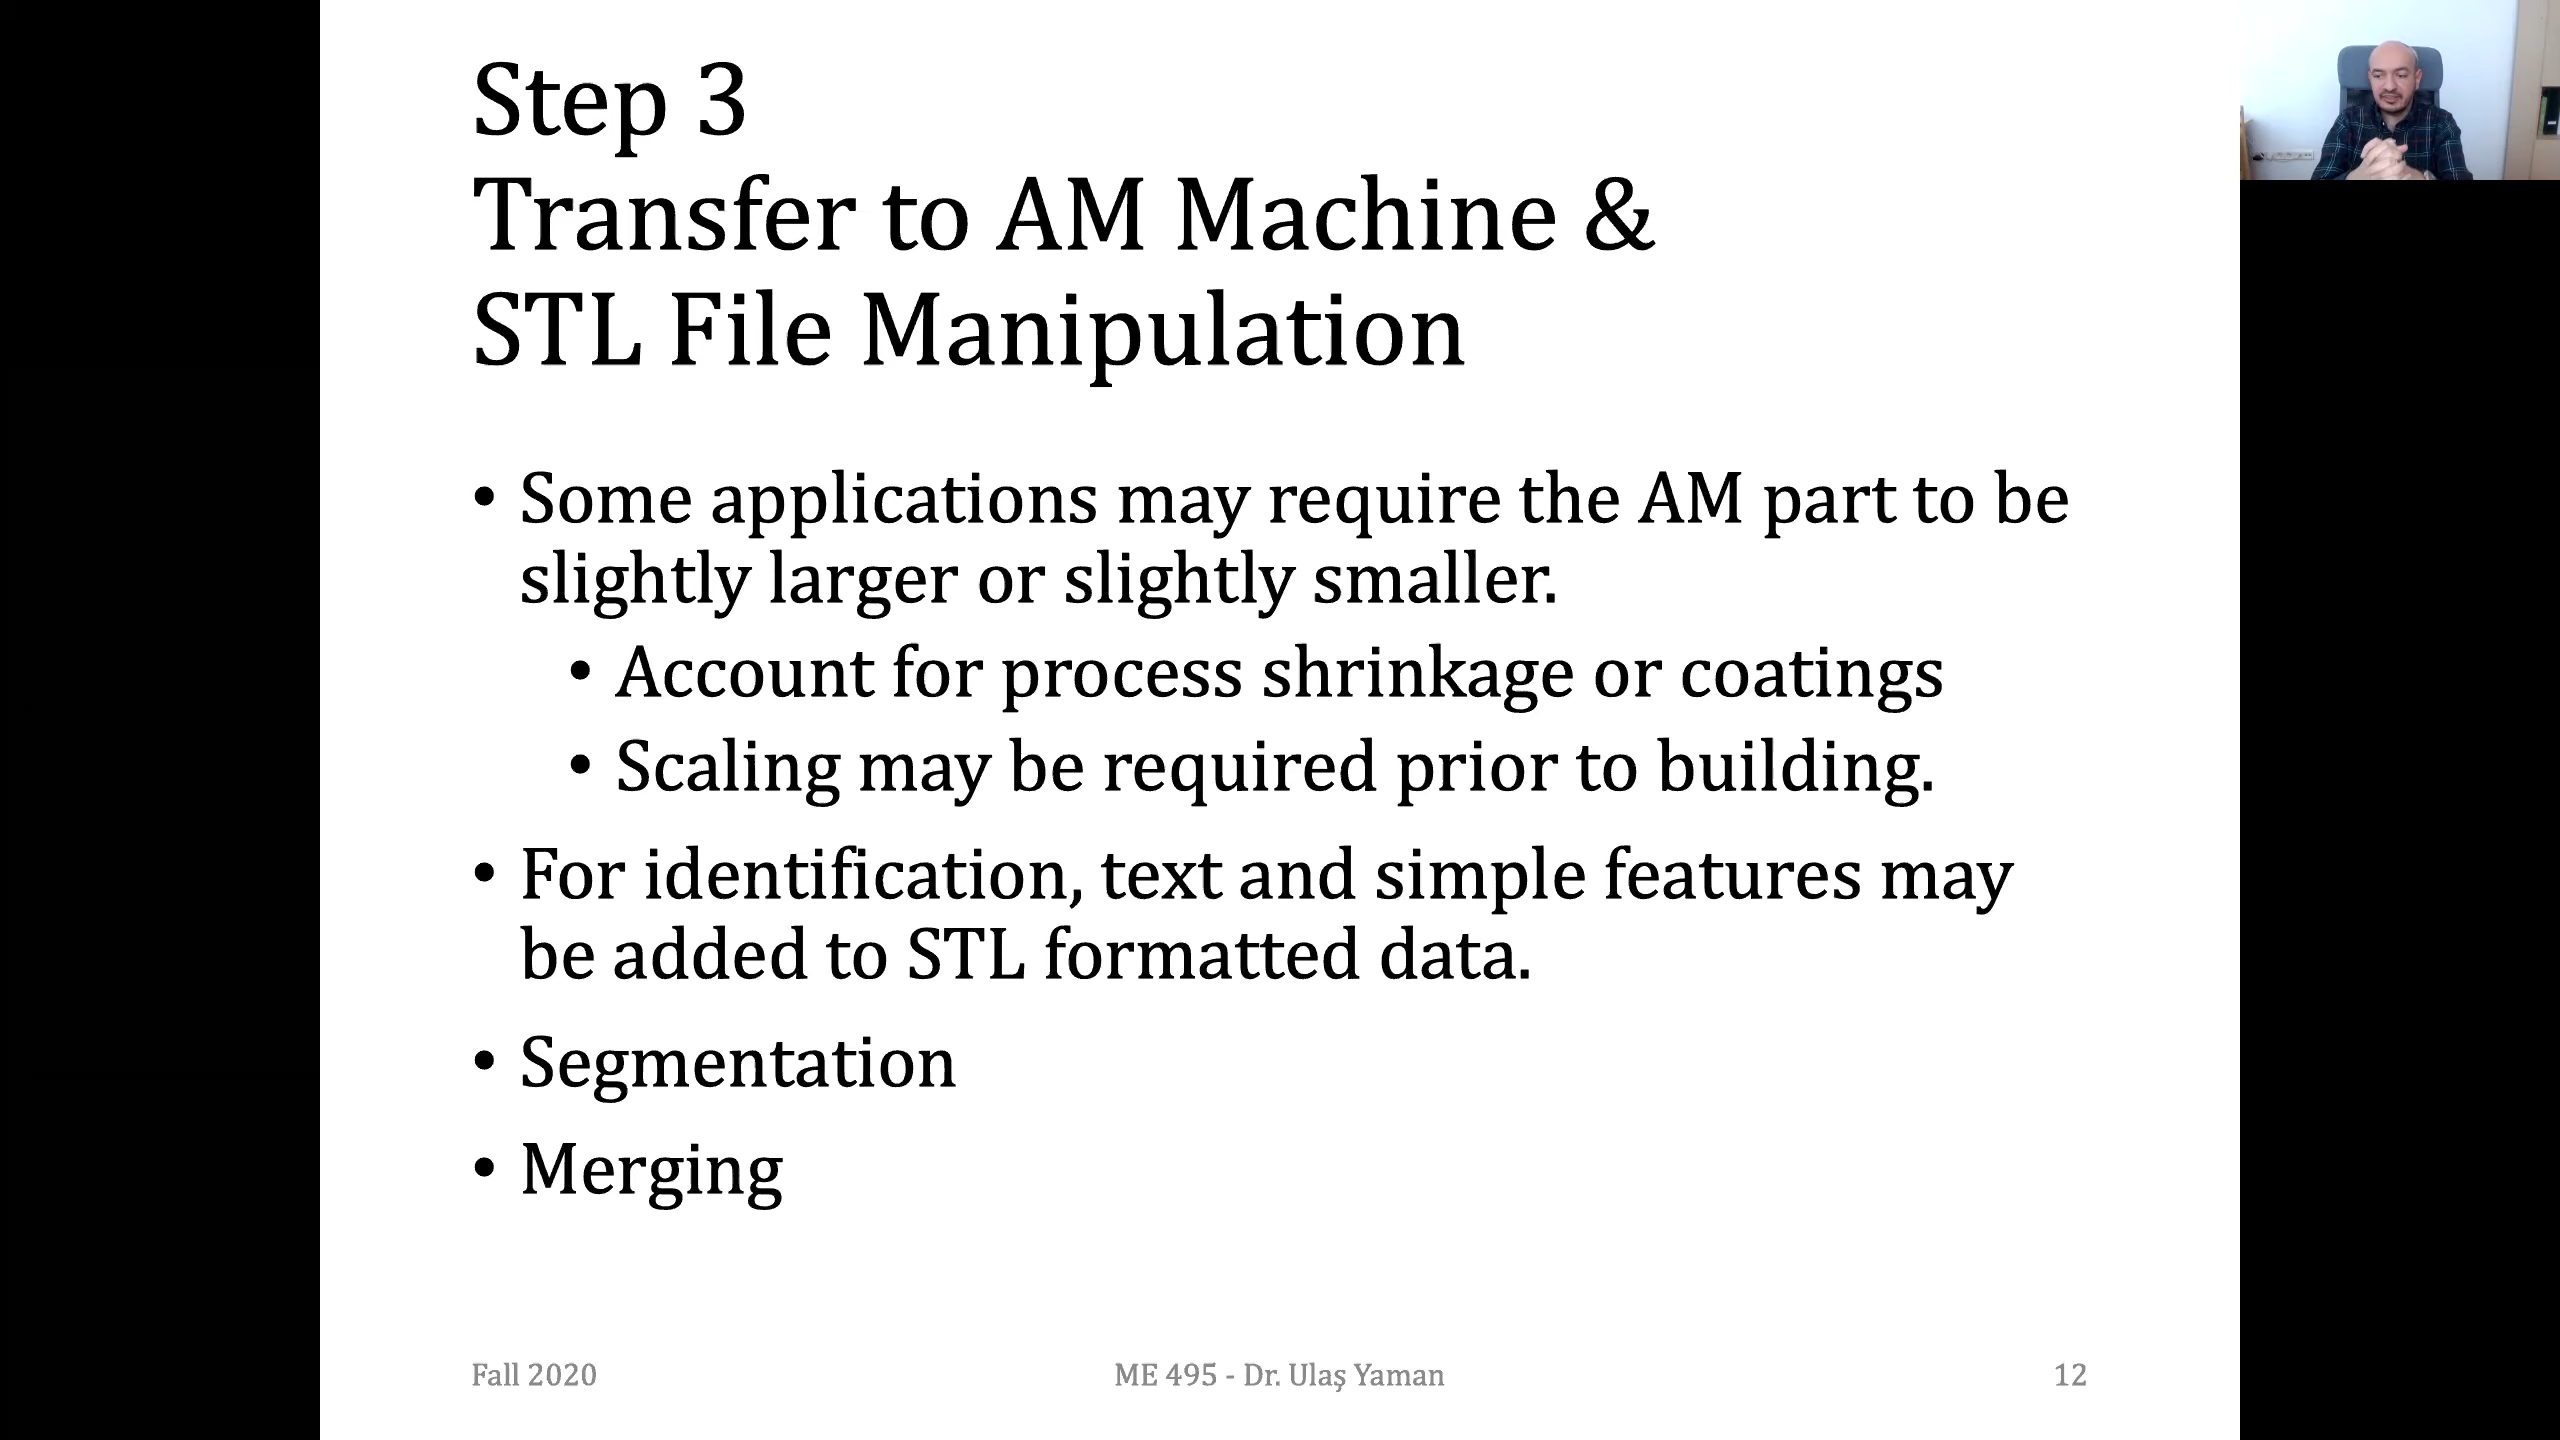 Step 3
Transfer to AM Machine &
STL File Manipulation
• Some applications may require the AM part to be
slightly larger or slightly smaller.
• Account for process shrinkage or coatings
• Scaling may be required prior to building.
• For identification, text and simple features may
be added to STL formatted data.
• Segmentation
• Merging
Fall 2020
ME 495 - Dr. Ulaş Yaman
12